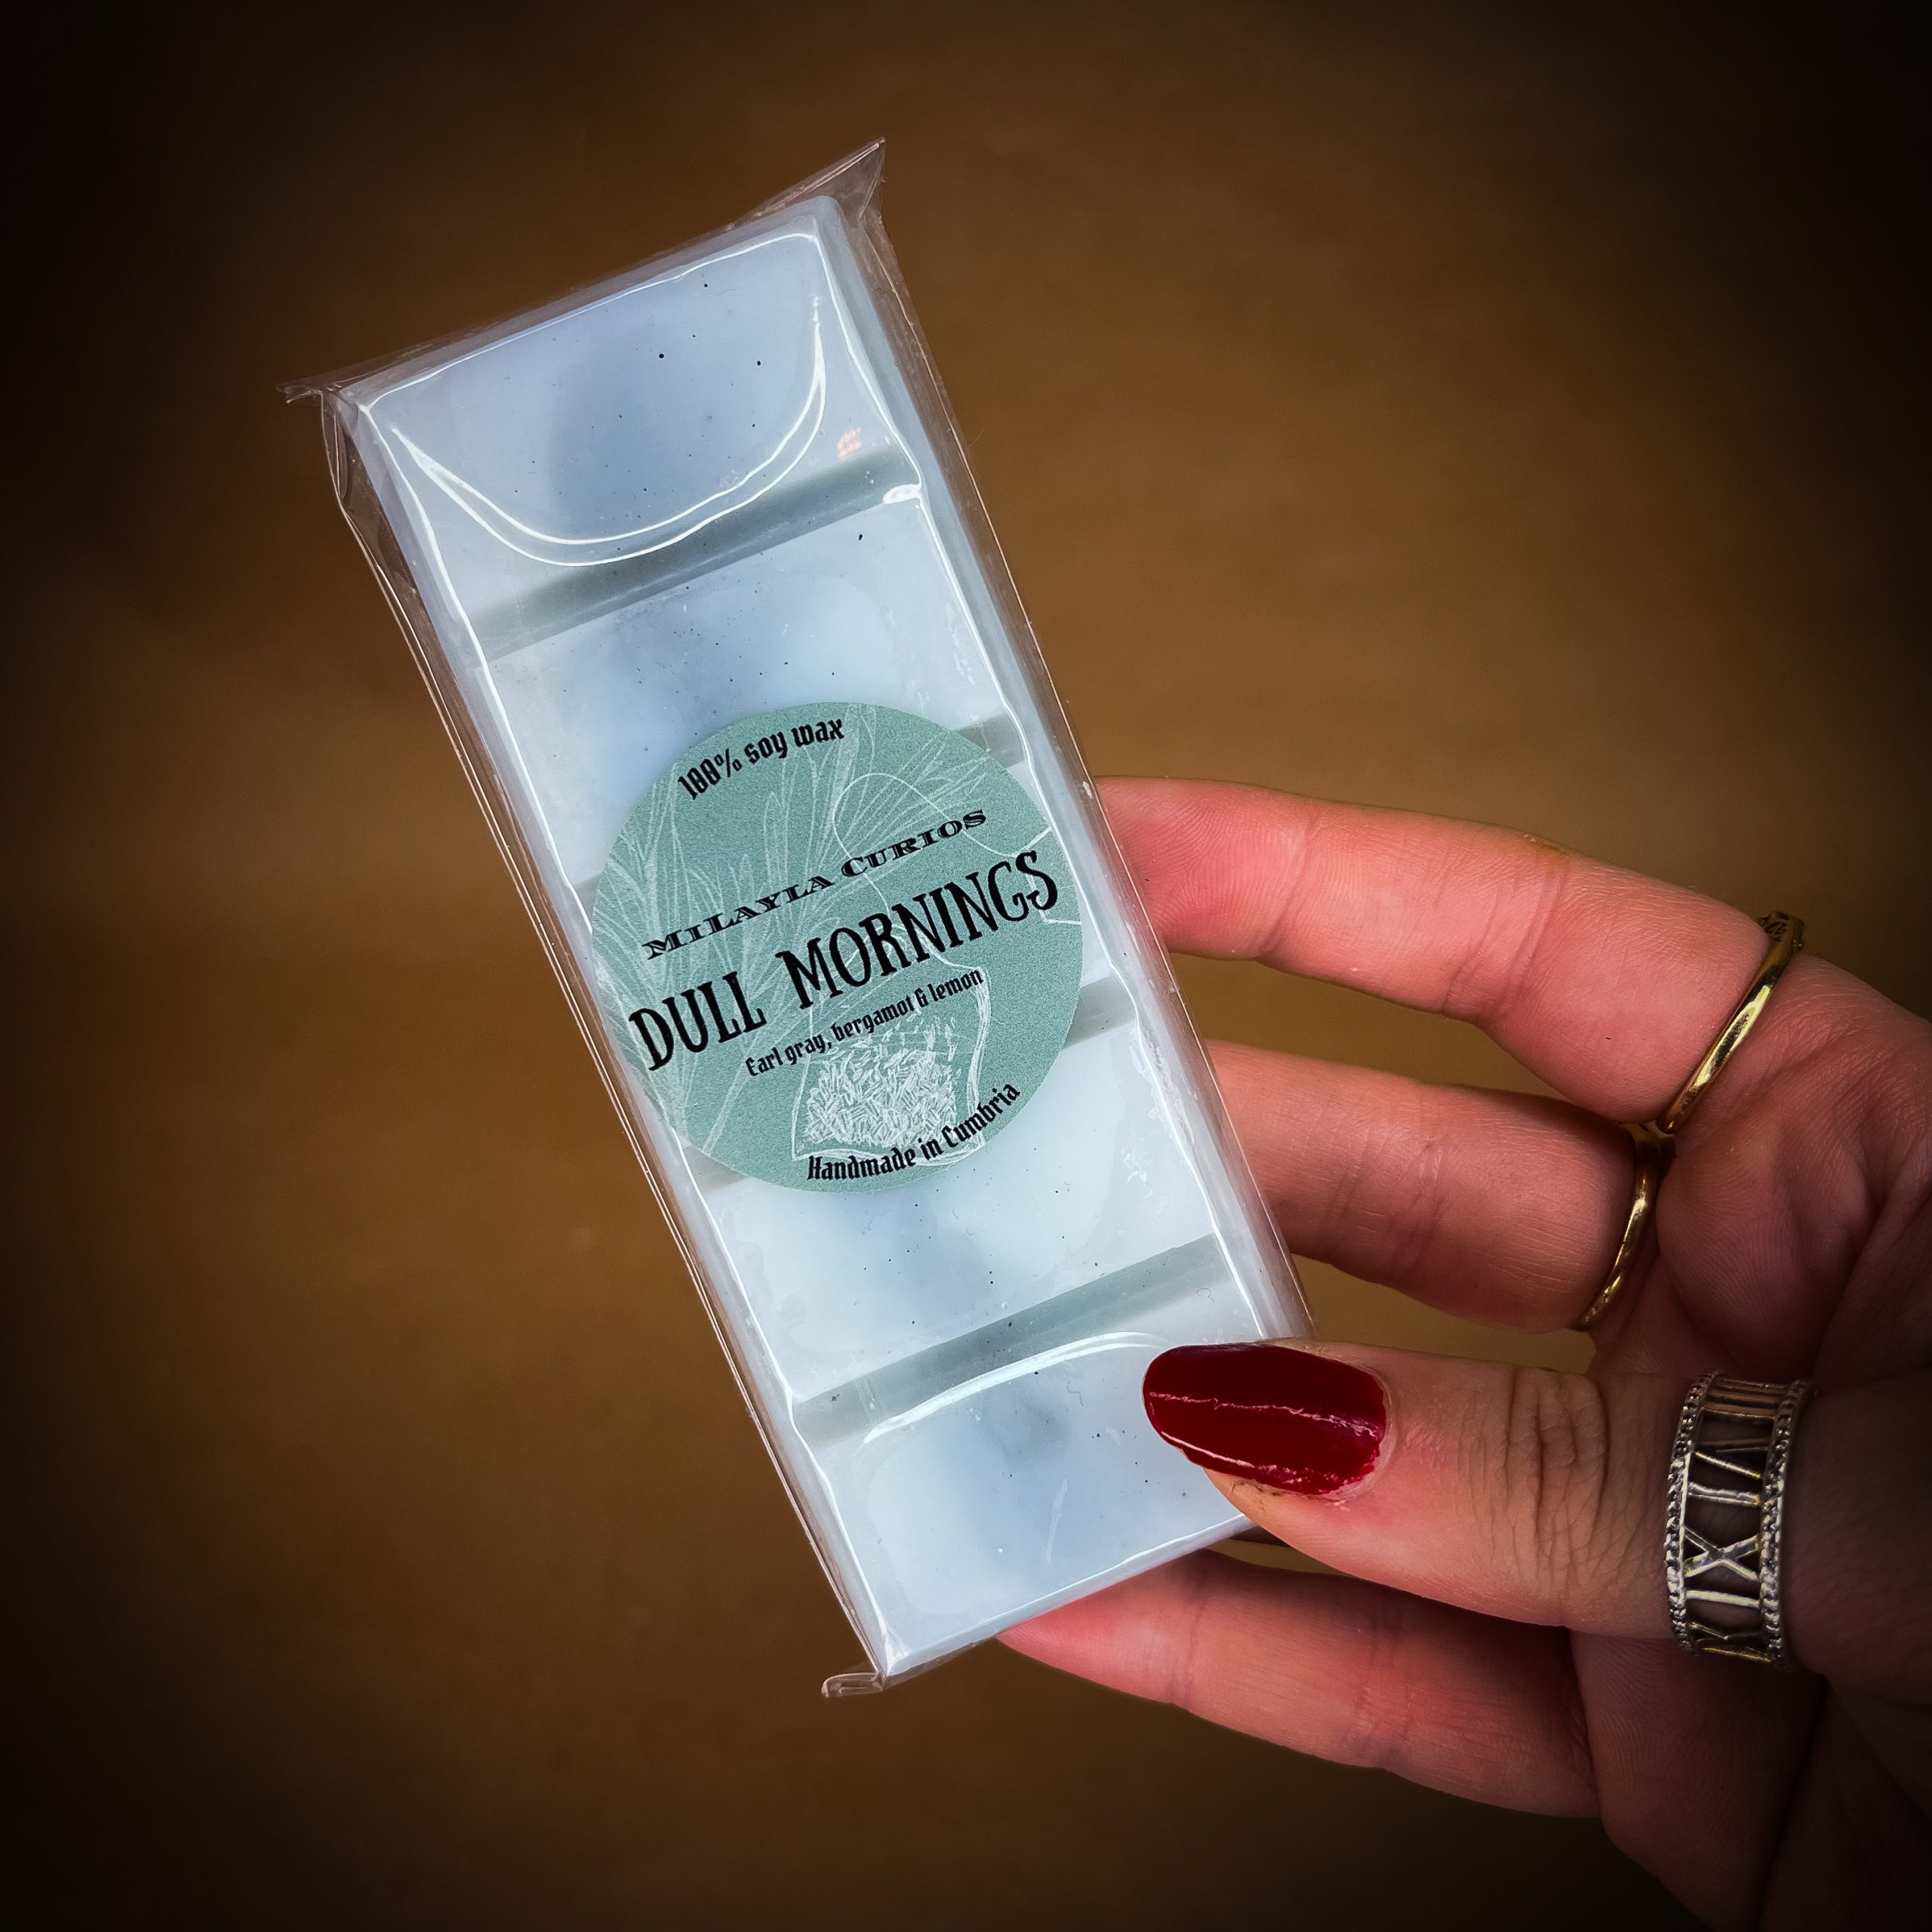 100% soy wax
MiLayla Curios
DULL MORNINGS
Earl gray, bergamot & lemon
Handmade in Cumbria